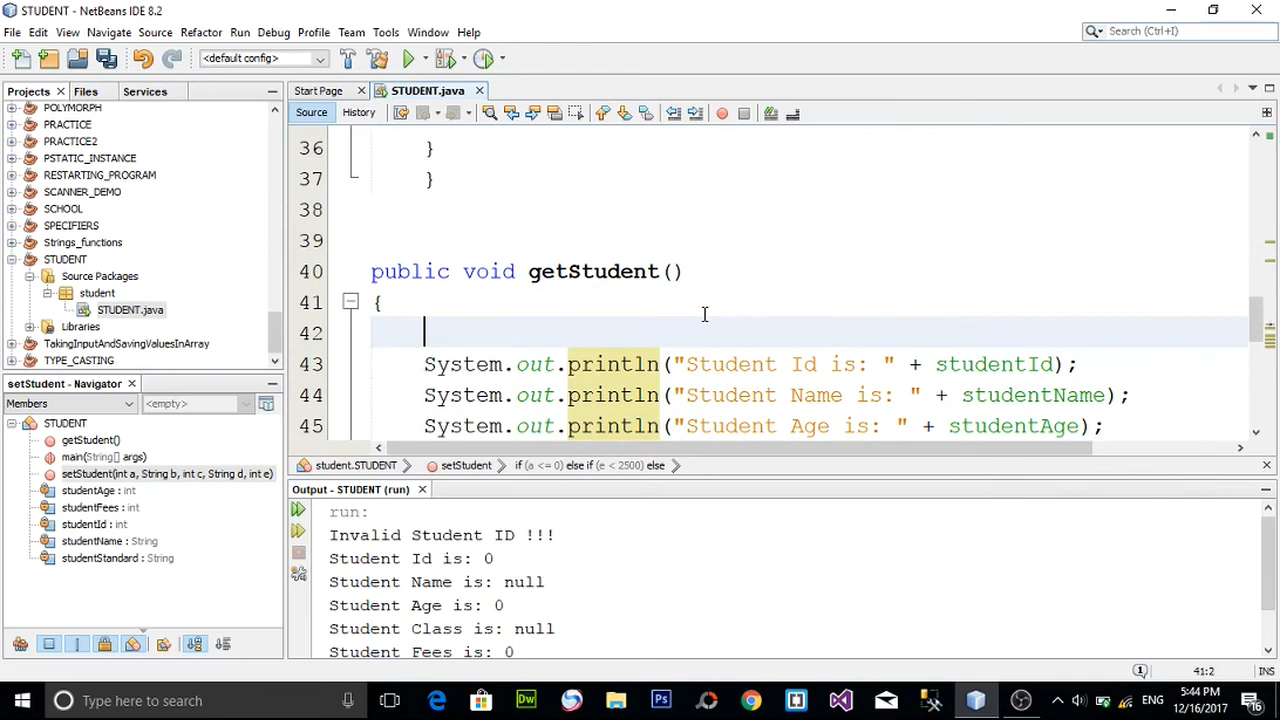 STUDENT - NetBeans IDE 8.2
File Edit View Navigate Source Refactor Run Debug Profile Team Tools Window Help
Search (Ctrl+I)
<default config>
Projects Files Services
POLYMORPH
PRACTICE
PRACTICE2
PSTATIC_INSTANCE
RESTARTING_PROGRAM
SCANNER_DEMO
SCHOOL
SPECIFIERS
Strings_functions
STUDENT
Source Packages
student
STUDENT.java
Libraries
TakingInputAndSavingValuesInArray
TYPE_CASTING
setStudent - Navigator
Members <empty>
STUDENT
getStudent()
main(String[] args)
setStudent(int a, String b, int c, String d, int e)
studentAge : int
studentFees : int
studentId : int
studentName : String
studentStandard : String
Start Page STUDENT.java
Source History
36 }
37 }
38
39
40 public void getStudent()
41 {
42
43 System.out.println("Student Id is: " + studentId);
44 System.out.println("Student Name is: " + studentName);
45 System.out.println("Student Age is: " + studentAge);
student.STUDENT setStudent if (a <= 0) else if (e < 2500) else
Output - STUDENT (run)
run:
Invalid Student ID !!!
Student Id is: 0
Student Name is: null
Student Age is: 0
Student Class is: null
Student Fees is: 0
41:2 INS
Type here to search
Dw
Ps
ENG
5:44 PM
12/16/2017
16